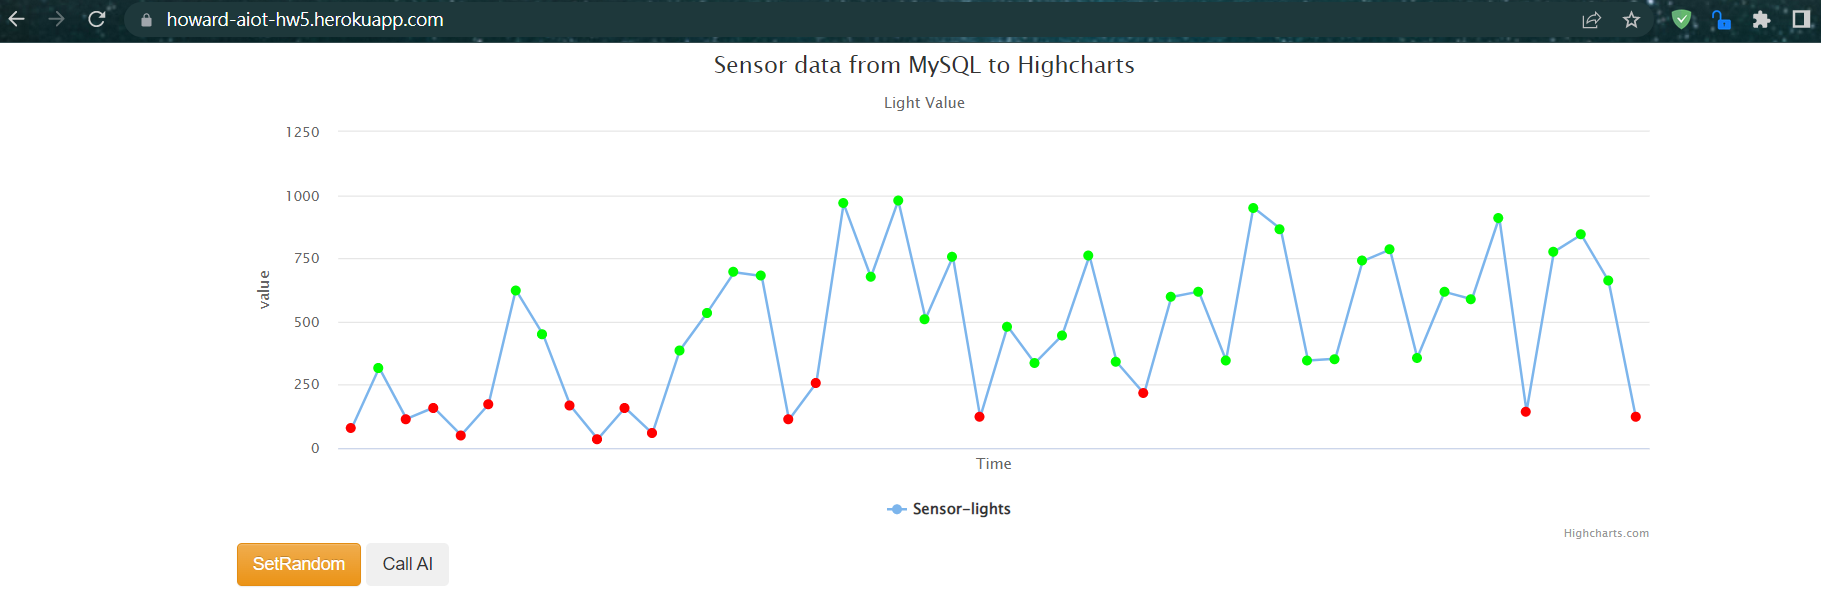 howard-aiot-hw5.herokuapp.com
Sensor data from MySQL to Highcharts
Light Value
1250
1000
750
500
250
0
value
Time
Sensor-lights
Highcharts.com
SetRandom
Call AI